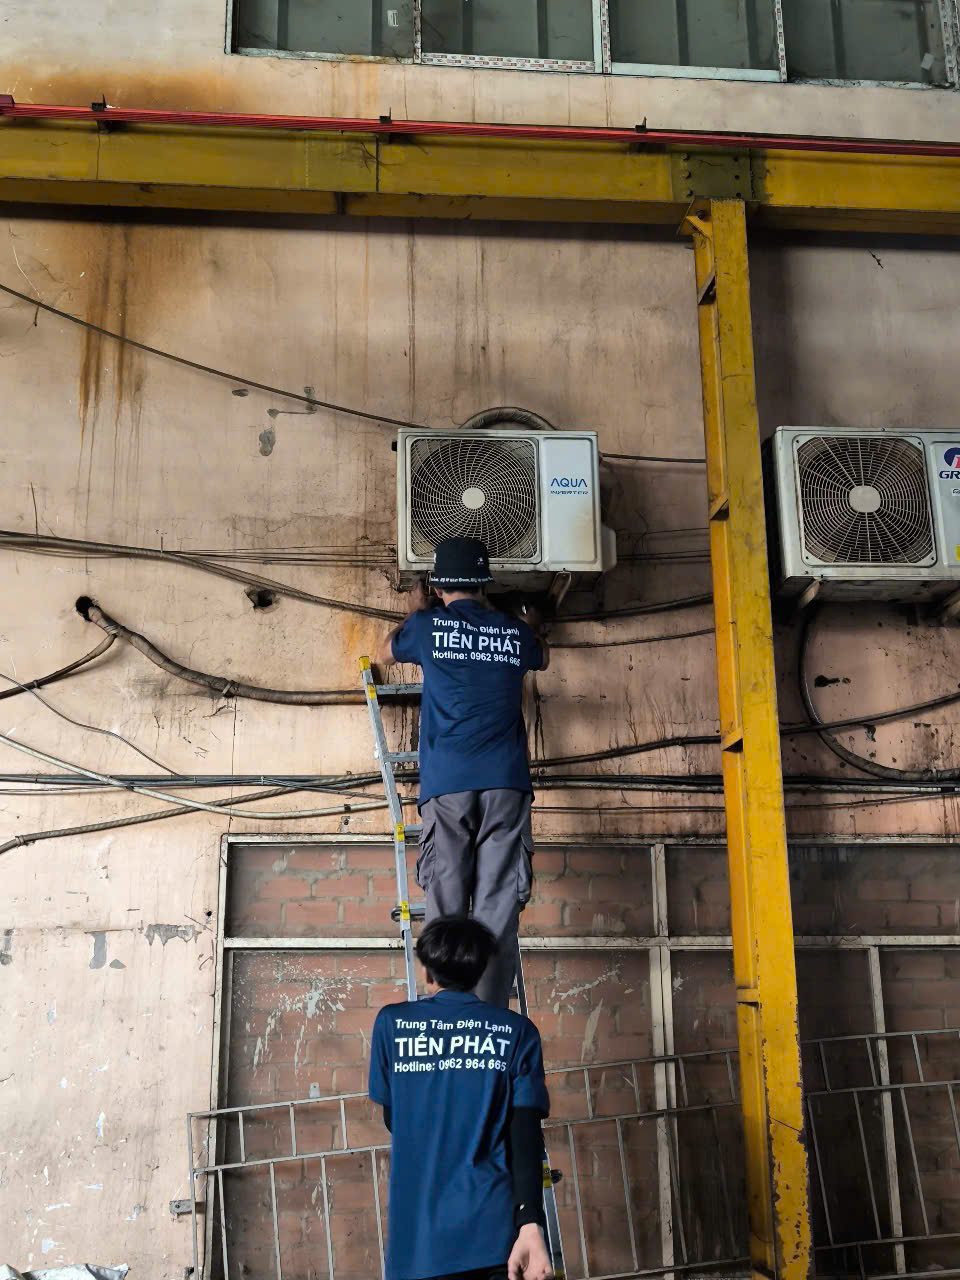 AQUA
INVERTER
GR
Trung Tâm Điện Lạnh
TIẾN PHÁT
Hotline: 0962 964 665
Trung Tâm Điện Lạnh
TIẾN PHÁT
Hotline: 0962 964 665